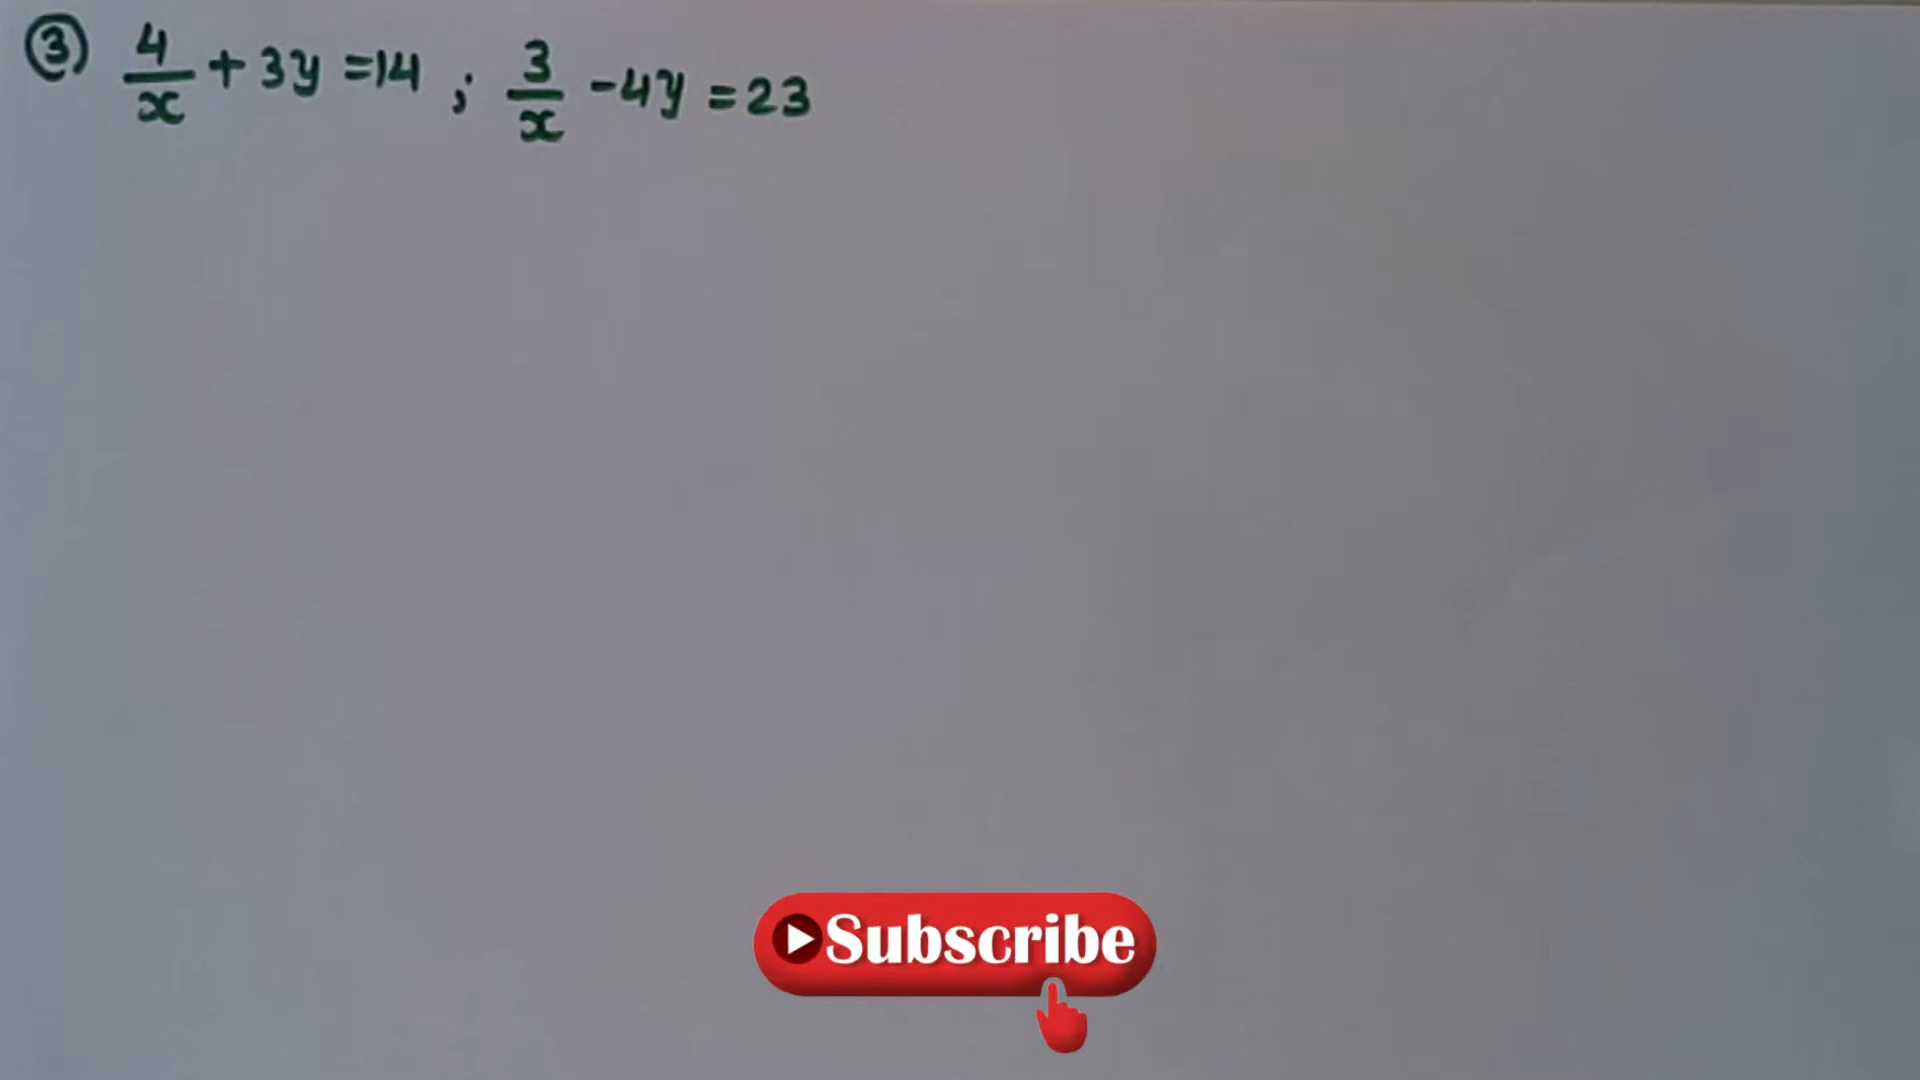 ③ 4/x + 3y = 14 ; 3/x - 4y = 23
Subscribe